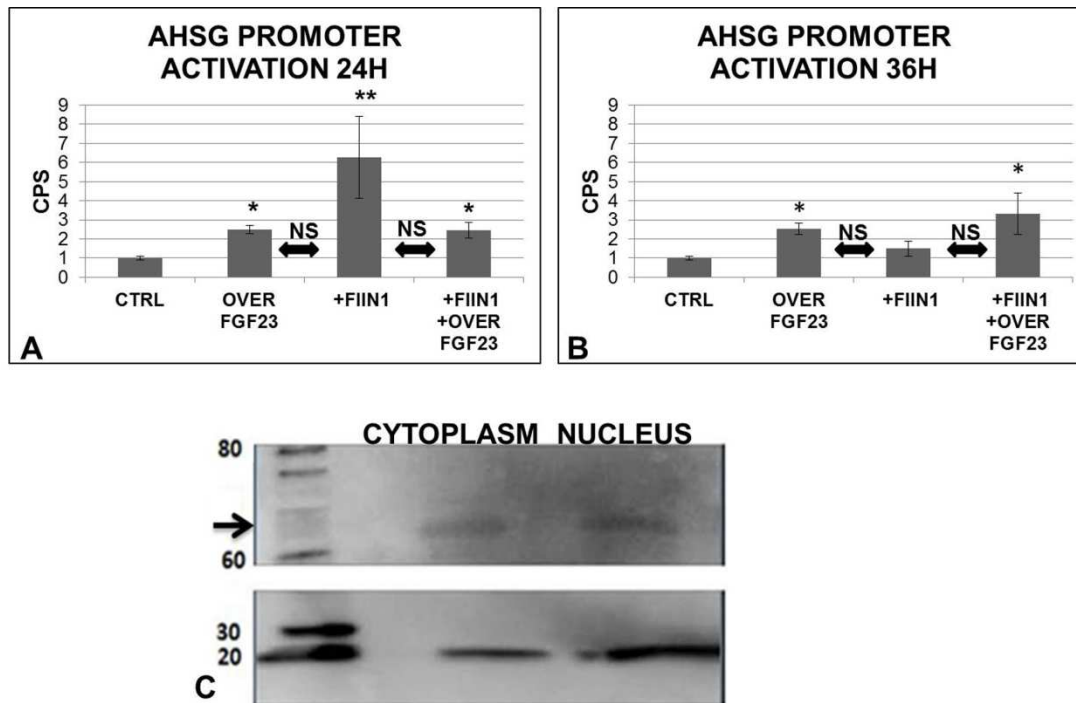 AHSG PROMOTER
ACTIVATION 24H
CPS
9
8
7
6
5
4
3
2
1
0
**
*
NS
NS
*
CTRL
OVER
FGF23
+FIIN1
+FIIN1
+OVER
FGF23
A
AHSG PROMOTER
ACTIVATION 36H
CPS
9
8
7
6
5
4
3
2
1
0
*
NS
NS
*
CTRL
OVER
FGF23
+FIIN1
+FIIN1
+OVER
FGF23
B
CYTOPLASM NUCLEUS
80
60
30
20
C